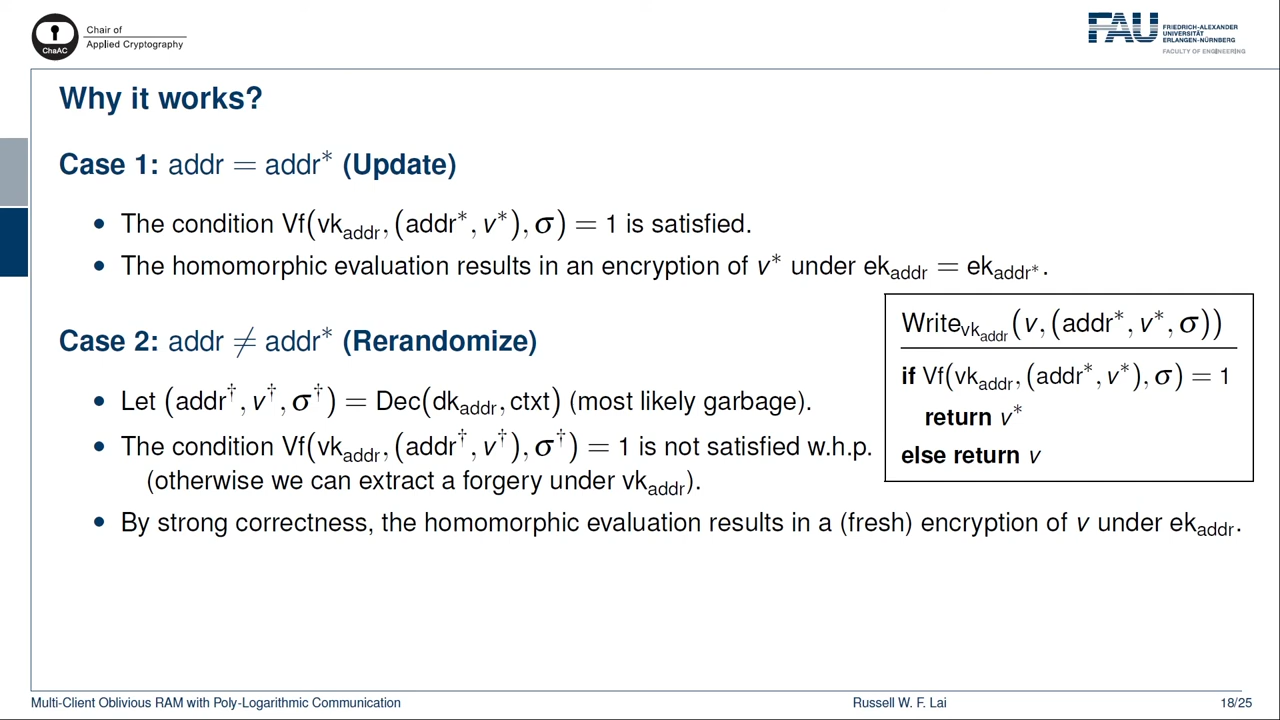 Chair of
Applied Cryptography
ChaAC
FAU FRIEDRICH-ALEXANDER
UNIVERSITÄT
ERLANGEN-NÜRNBERG
FACULTY OF ENGINEERING
Why it works?
Case 1: addr = addr* (Update)
• The condition Vf(vk_addr, (addr*, v*), σ) = 1 is satisfied.
• The homomorphic evaluation results in an encryption of v* under ek_addr = ek_addr*.
Case 2: addr ≠ addr* (Rerandomize)
• Let (addr†, v†, σ†) = Dec(dk_addr, ctxt) (most likely garbage).
• The condition Vf(vk_addr, (addr†, v†), σ†) = 1 is not satisfied w.h.p.
(otherwise we can extract a forgery under vk_addr).
• By strong correctness, the homomorphic evaluation results in a (fresh) encryption of v under ek_addr.
Write_vk_addr(v, (addr*, v*, σ))
if Vf(vk_addr, (addr*, v*), σ) = 1
return v*
else return v
Multi-Client Oblivious RAM with Poly-Logarithmic Communication
Russell W. F. Lai
18/25